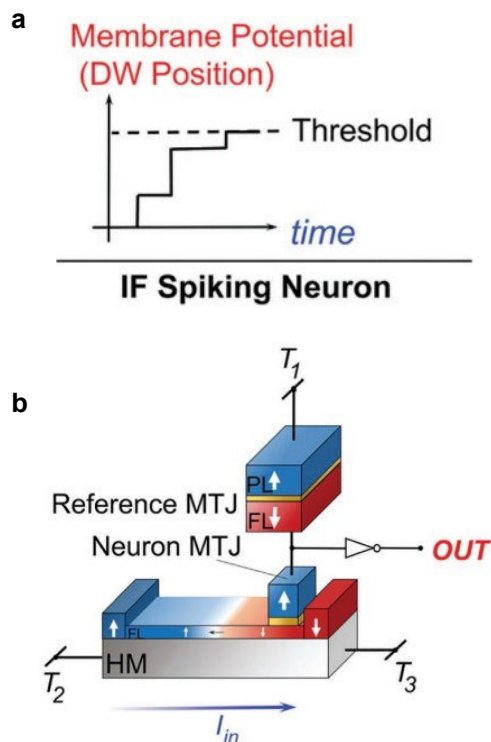 a
Membrane Potential
(DW Position)
Threshold
time
IF Spiking Neuron
b
T1
PL
Reference MTJ
FL
Neuron MTJ
OUT
FL
HM
T2
T3
Iin